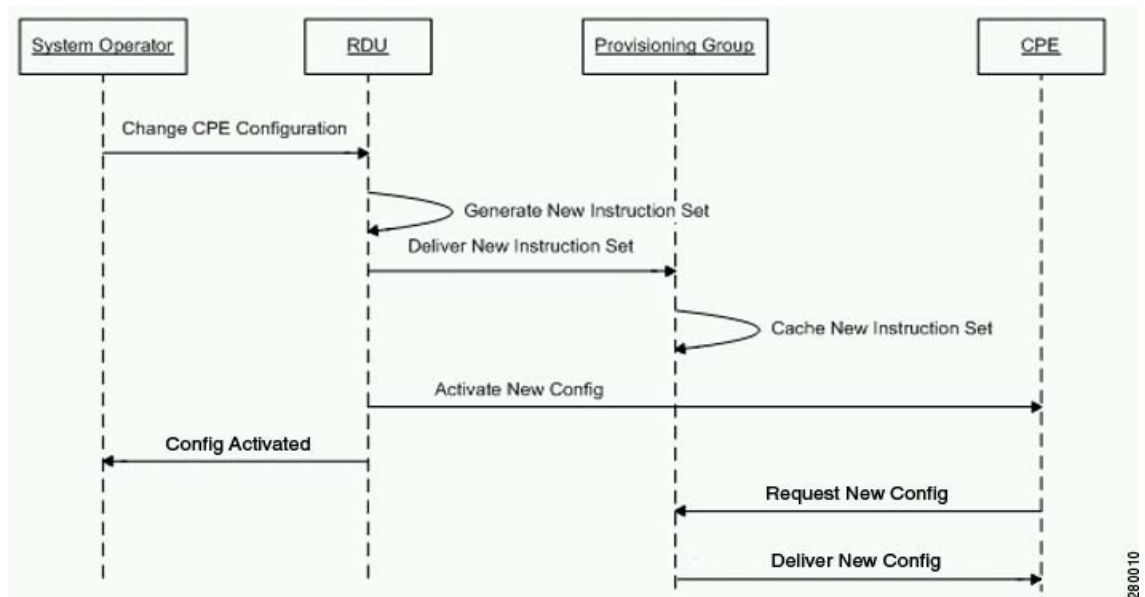 System Operator
RDU
Provisioning Group
CPE
Change CPE Configuration
Generate New Instruction Set
Deliver New Instruction Set
Cache New Instruction Set
Activate New Config
Config Activated
Request New Config
Deliver New Config
280010